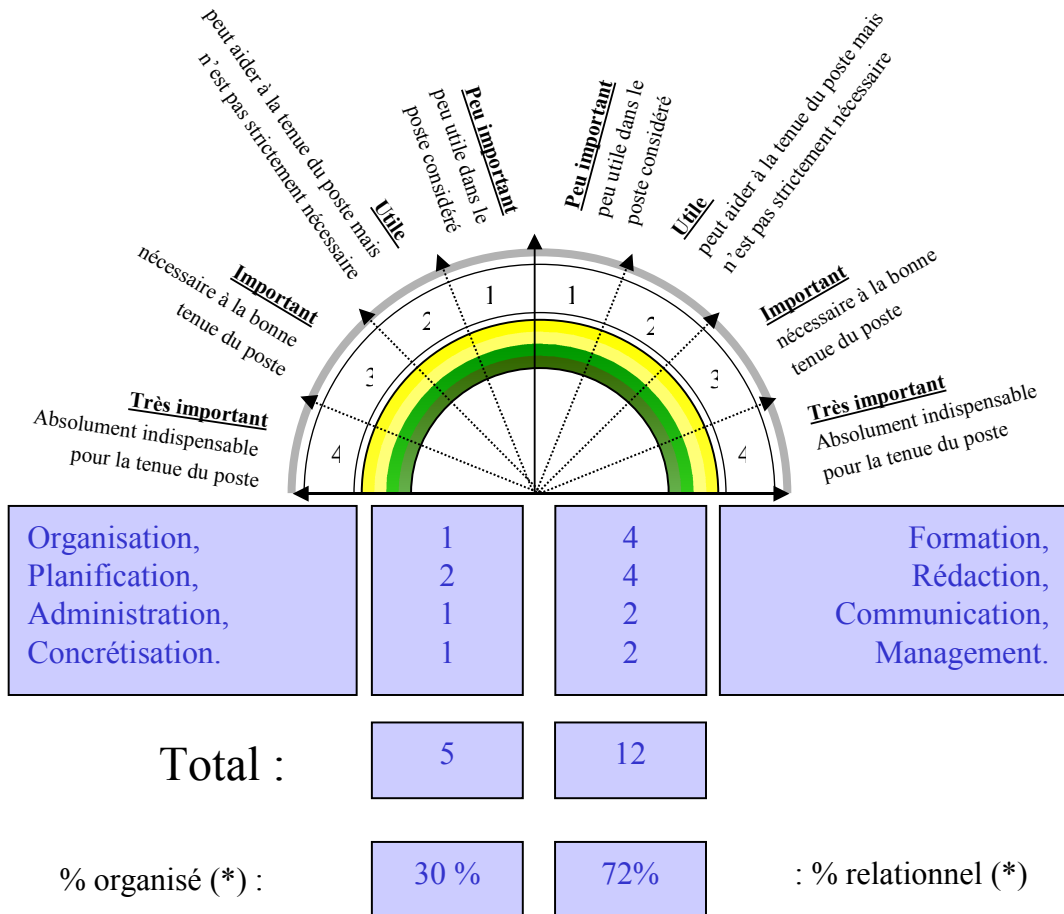 peut aider à la tenue du poste mais
n'est pas strictement nécessaire
Utile
Peu important
peu utile dans le
poste considéré
Peu important
peu utile dans le
poste considéré
Utile
peut aider à la tenue du poste mais
n'est pas strictement nécessaire
Important
nécessaire à la bonne
tenue du poste
Important
nécessaire à la bonne
tenue du poste
Très important
Absolument indispensable
pour la tenue du poste
Très important
Absolument indispensable
pour la tenue du poste
4
3
2
1
1
2
3
4
Organisation, 1 4 Formation,
Planification, 2 4 Rédaction,
Administration, 1 2 Communication,
Concrétisation. 1 2 Management.
Total : 5 12
% organisé (*) : 30 % 72% : % relationnel (*)